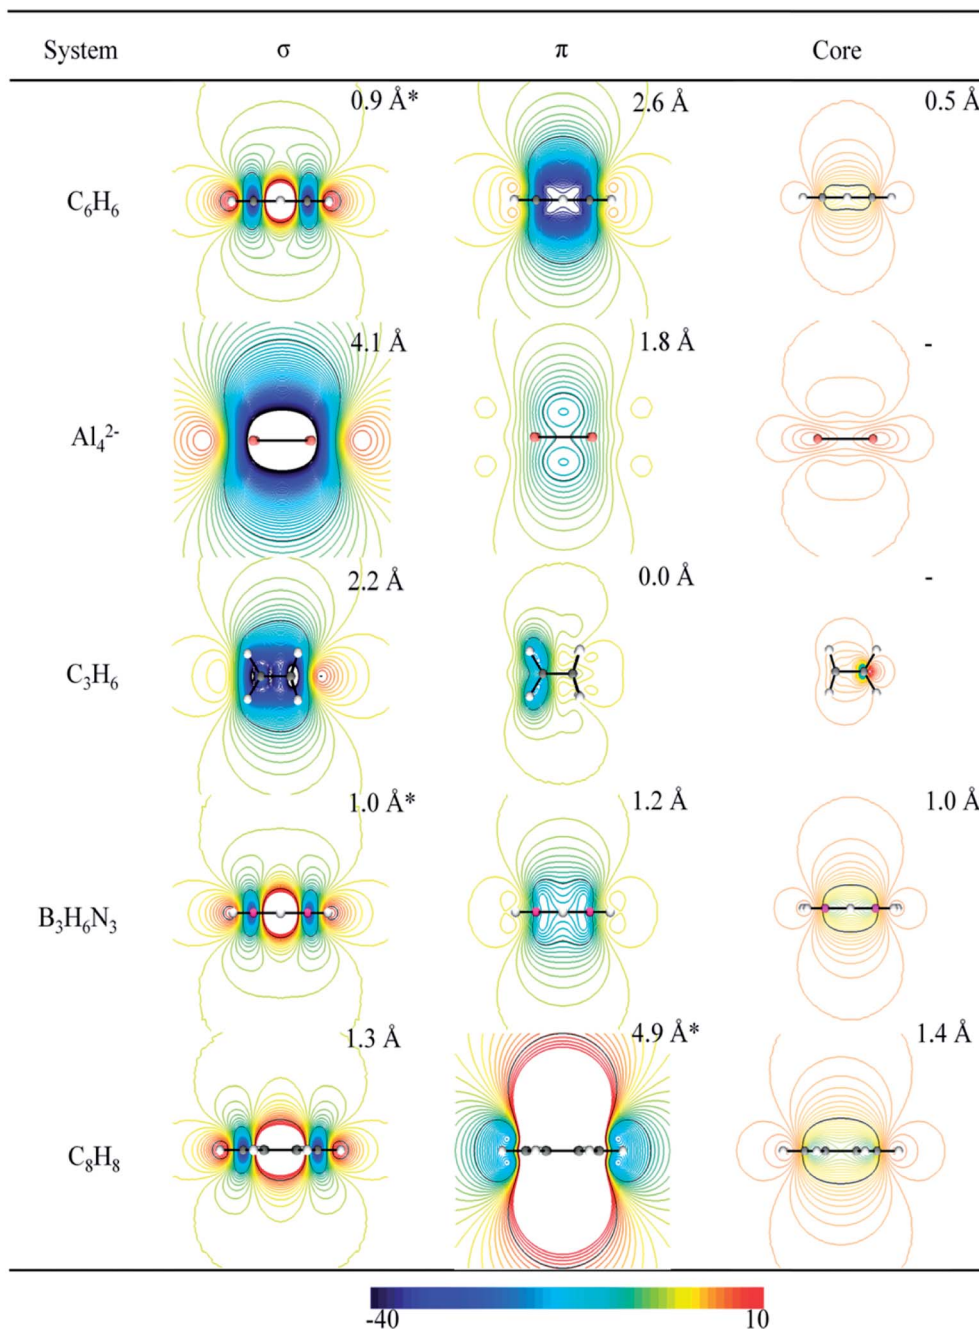 System σ π Core
0.9 Å* 2.6 Å 0.5 Å
C₆H₆
4.1 Å 1.8 Å -
Al₄²⁻
2.2 Å 0.0 Å -
C₃H₆
1.0 Å* 1.2 Å 1.0 Å
B₃H₆N₃
1.3 Å 4.9 Å* 1.4 Å
C₈H₈
-40 10